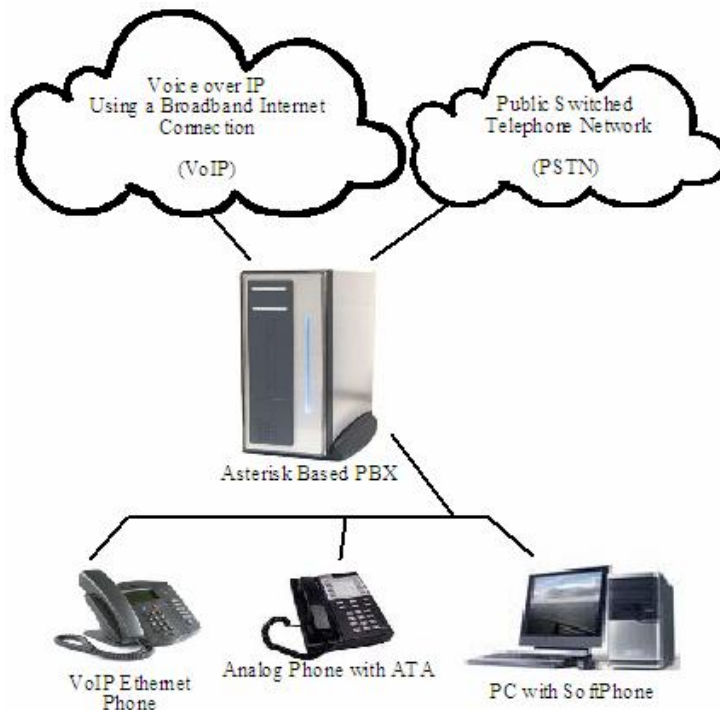 Voice over IP
Using a Broadband Internet
Connection
(VoIP)
Public Switched
Telephone Network
(PSTN)
Asterisk Based PBX
VoIP Ethernet
Phone
Analog Phone with ATA
PC with SoftPhone